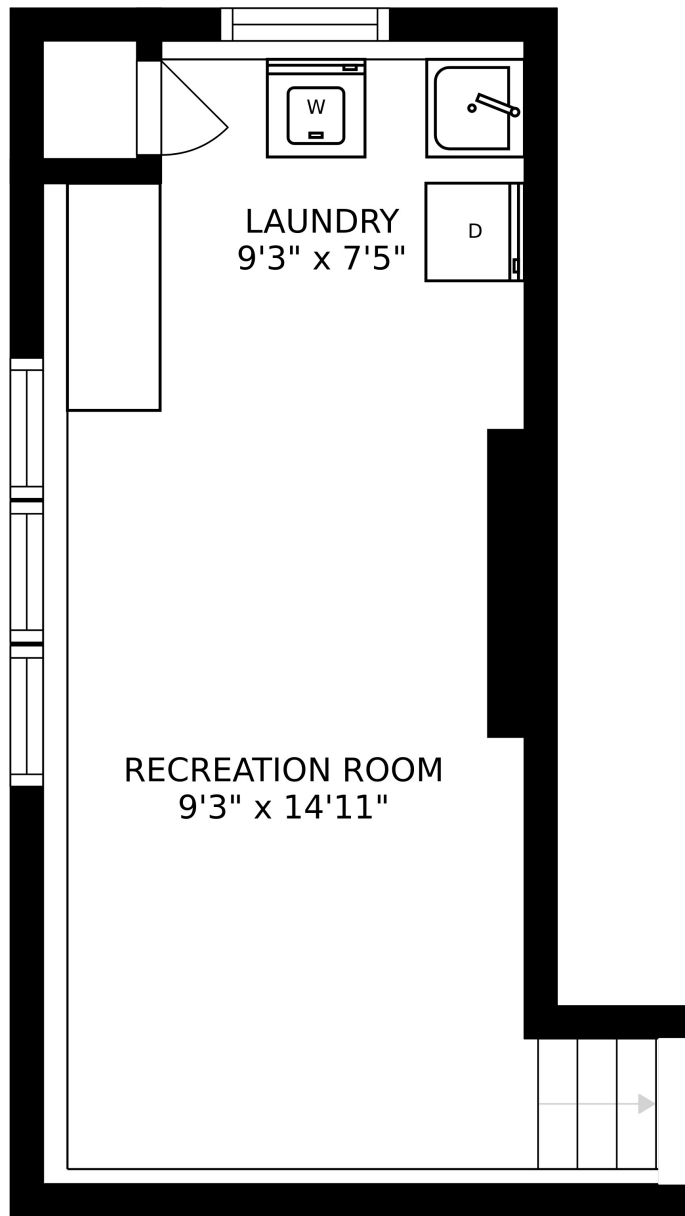 W
LAUNDRY
9'3" x 7'5"
D
RECREATION ROOM
9'3" x 14'11"